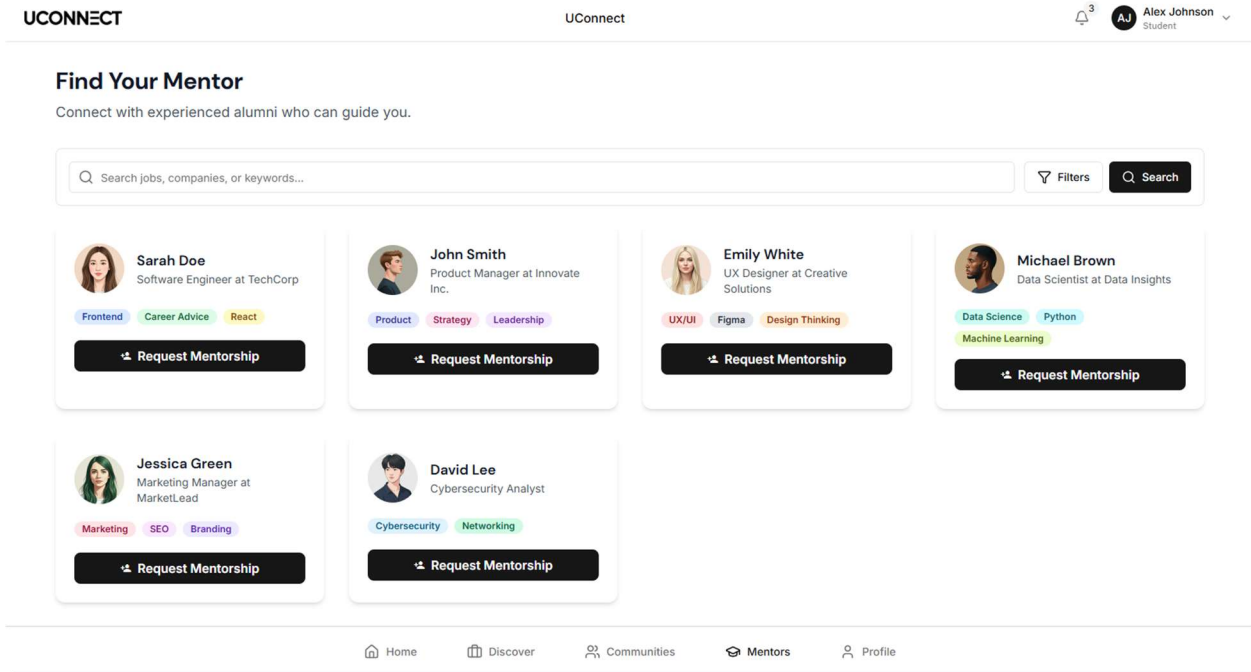 UCONNECT
UConnect
3
AJ
Alex Johnson
Student
Find Your Mentor
Connect with experienced alumni who can guide you.
Search jobs, companies, or keywords...
Filters
Search
Sarah Doe
Software Engineer at TechCorp
Frontend Career Advice React
Request Mentorship
John Smith
Product Manager at Innovate
Inc.
Product Strategy Leadership
Request Mentorship
Emily White
UX Designer at Creative
Solutions
UX/UI Figma Design Thinking
Request Mentorship
Michael Brown
Data Scientist at Data Insights
Data Science Python
Machine Learning
Request Mentorship
Jessica Green
Marketing Manager at
MarketLead
Marketing SEO Branding
Request Mentorship
David Lee
Cybersecurity Analyst
Cybersecurity Networking
Request Mentorship
Home Discover Communities Mentors Profile